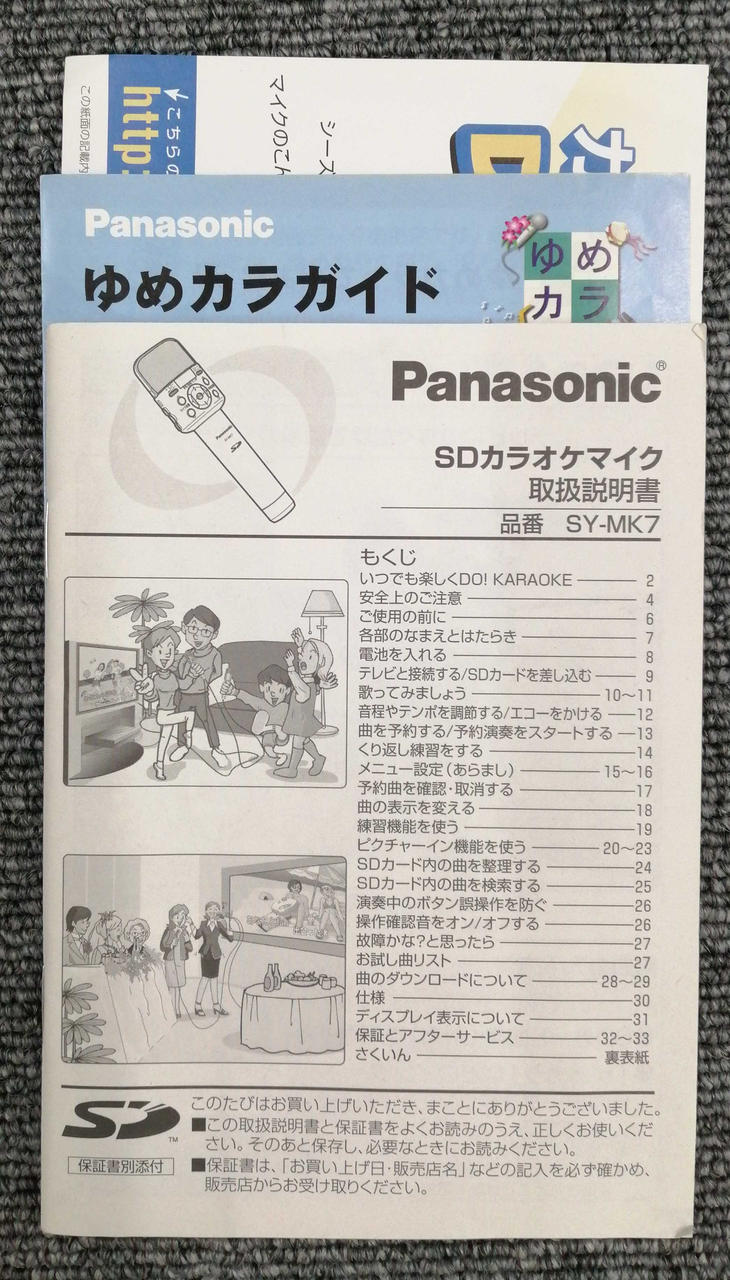 この紙面の記載内
こちらの
http:
マイクのこん
シーズ
カ
Panasonic
ゆめカラガイド
ゆめ
カラ
Panasonic®
SDカラオケマイク
取扱説明書
品番 SY-MK7
もくじ
いつでも楽しくDO! KARAOKE 2
安全上のご注意 4
ご使用の前に 6
各部のなまえとはたらき 7
電池を入れる 8
テレビと接続する/SDカードを差し込む 9
歌ってみましょう 10〜11
音程やテンポを調節する/エコーをかける 12
曲を予約する/予約演奏をスタートする 13
くり返し練習をする 14
メニュー設定(あらまし) 15〜16
予約曲を確認・取消する 17
曲の表示を変える 18
練習機能を使う 19
ピクチャーイン機能を使う 20〜23
SDカード内の曲を整理する 24
SDカード内の曲を検索する 25
演奏中のボタン誤操作を防ぐ 26
操作確認音をオン/オフする 26
故障かな?と思ったら 27
お試し曲リスト 27
曲のダウンロードについて 28〜29
仕様 30
ディスプレイ表示について 31
保証とアフターサービス 32〜33
さくいん 裏表紙
SD™
保証書別添付
このたびはお買い上げいただき、まことにありがとうございました。
■この取扱説明書と保証書をよくお読みのうえ、正しくお使いくだ
さい。そのあと保存し、必要なときにお読みください。
■保証書は、「お買い上げ日・販売店名」などの記入を必ず確かめ、
販売店からお受け取りください。